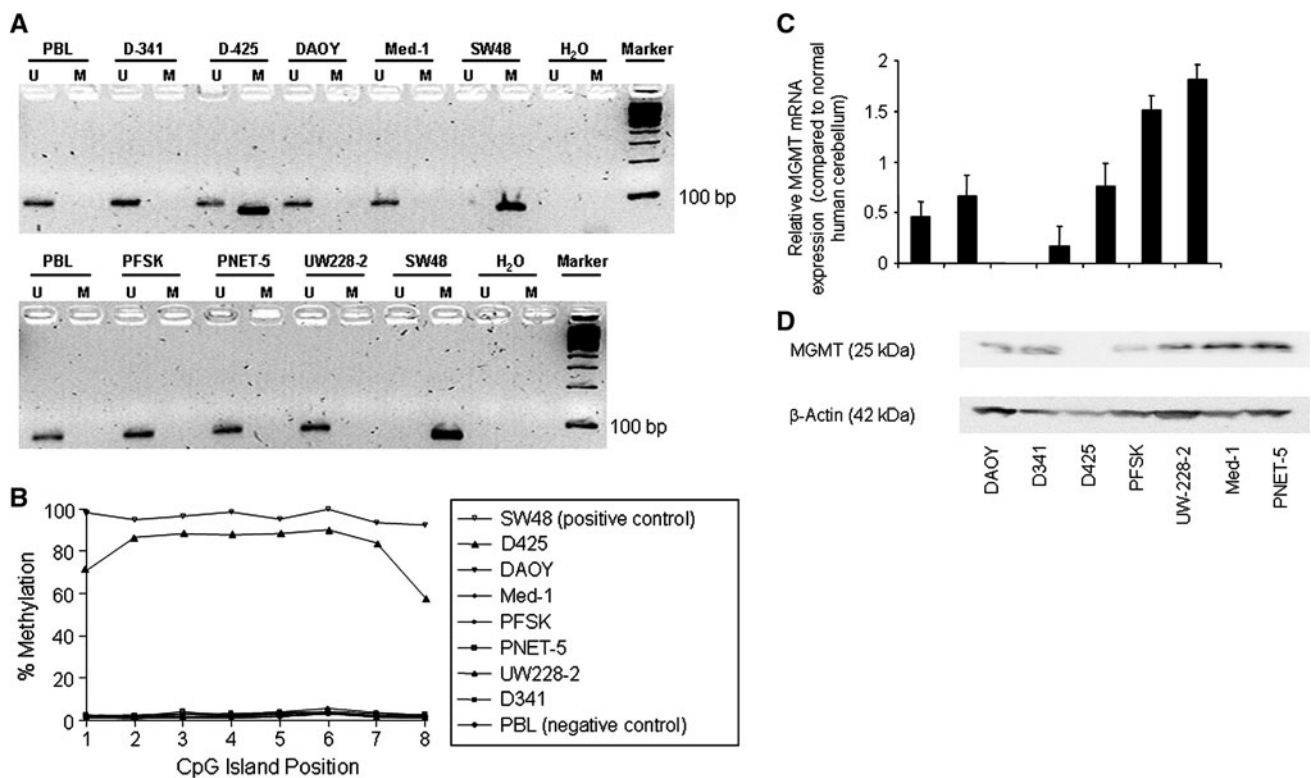 A
PBL D-341 D-425 DAOY Med-1 SW48 H₂O Marker
U M U M U M U M U M U M U M
100 bp
PBL PFSK PNET-5 UW228-2 SW48 H₂O Marker
U M U M U M U M U M U M
100 bp
B
% Methylation
100
80
60
40
20
0
1 2 3 4 5 6 7 8
CpG Island Position
SW48 (positive control)
D425
DAOY
Med-1
PFSK
PNET-5
UW228-2
D341
PBL (negative control)
C
Relative MGMT mRNA
expression (compared to normal
human cerebellum)
2
1.5
1
0.5
0
D
MGMT (25 kDa)
β-Actin (42 kDa)
DAOY
D341
D425
PFSK
UW-228-2
Med-1
PNET-5